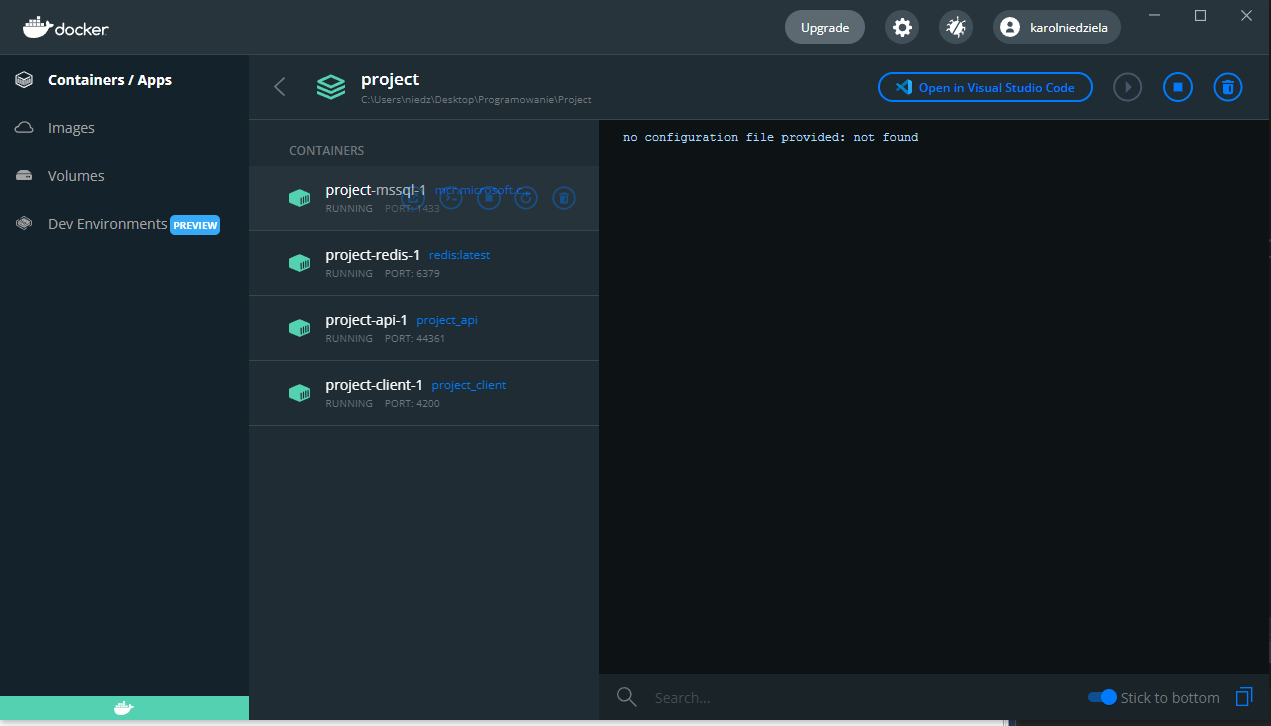 docker
Upgrade
karolniedziela
Containers / Apps
Images
Volumes
Dev Environments PREVIEW
project
C:\Users\niedz\Desktop\Programowanie\Project
Open in Visual Studio Code
CONTAINERS
project-mssql-1 mcr.microsoft.c...
RUNNING PORT: 1433
project-redis-1 redis:latest
RUNNING PORT: 6379
project-api-1 project_api
RUNNING PORT: 44361
project-client-1 project_client
RUNNING PORT: 4200
no configuration file provided: not found
Search...
Stick to bottom